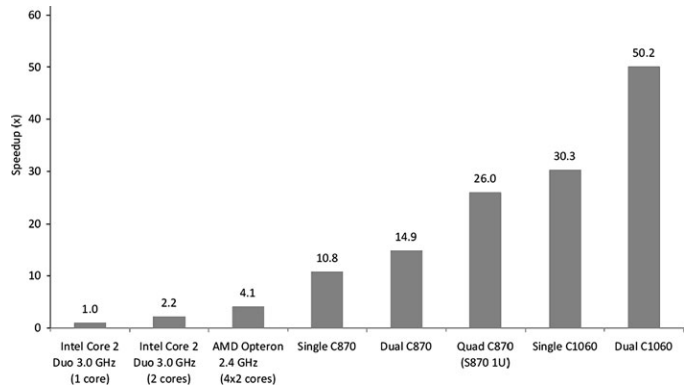 60
50
40
30
20
10
0
Speedup (x)
1.0
2.2
4.1
10.8
14.9
26.0
30.3
50.2
Intel Core 2
Duo 3.0 GHz
(1 core)
Intel Core 2
Duo 3.0 GHz
(2 cores)
AMD Opteron
2.4 GHz
(4x2 cores)
Single C870
Dual C870
Quad C870
(S870 1U)
Single C1060
Dual C1060